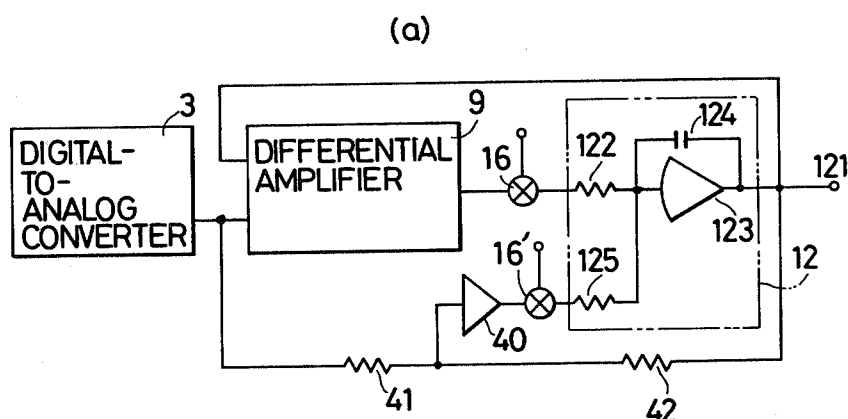 (a)
3
DIGITAL-
TO-
ANALOG
CONVERTER
9
DIFFERENTIAL
AMPLIFIER
16
122
124
123
121
16'
125
12
40
41
42